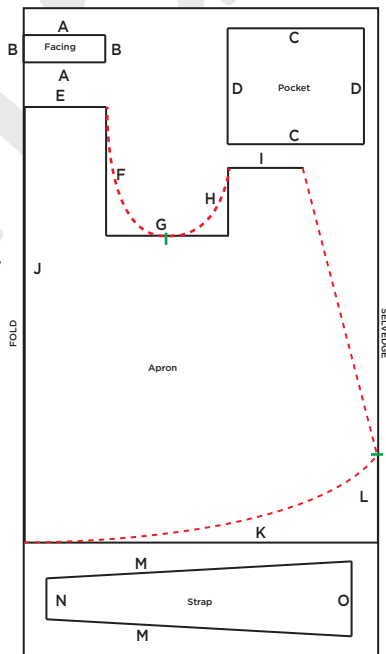 A
B Facing B
A
C
D Pocket D
C
E
F
G
H
I
J
FOLD
SELVEDGE
Apron
L
K
M
N Strap O
M